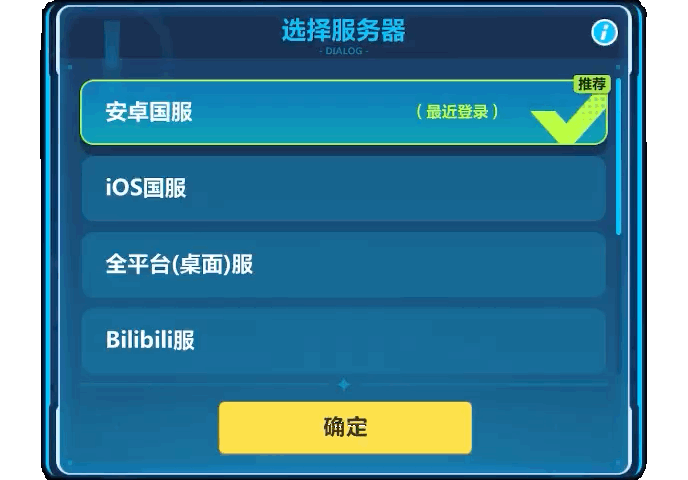 选择服务器
- DIALOG -
推荐
安卓国服 (最近登录)
iOS国服
全平台(桌面)服
Bilibili服
确定